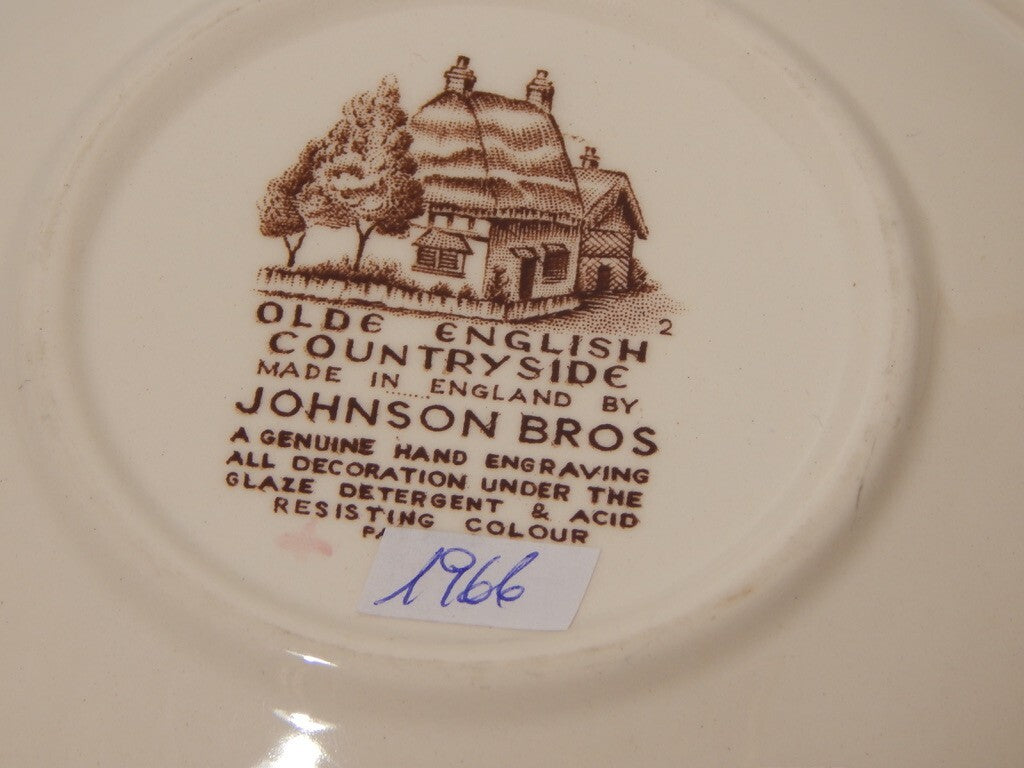 2
OLDE ENGLISH
COUNTRYSIDE
MADE IN ENGLAND BY
JOHNSON BROS
A GENUINE HAND ENGRAVING
ALL DECORATION UNDER THE
GLAZE DETERGENT & ACID
RESISTING COLOUR
1966